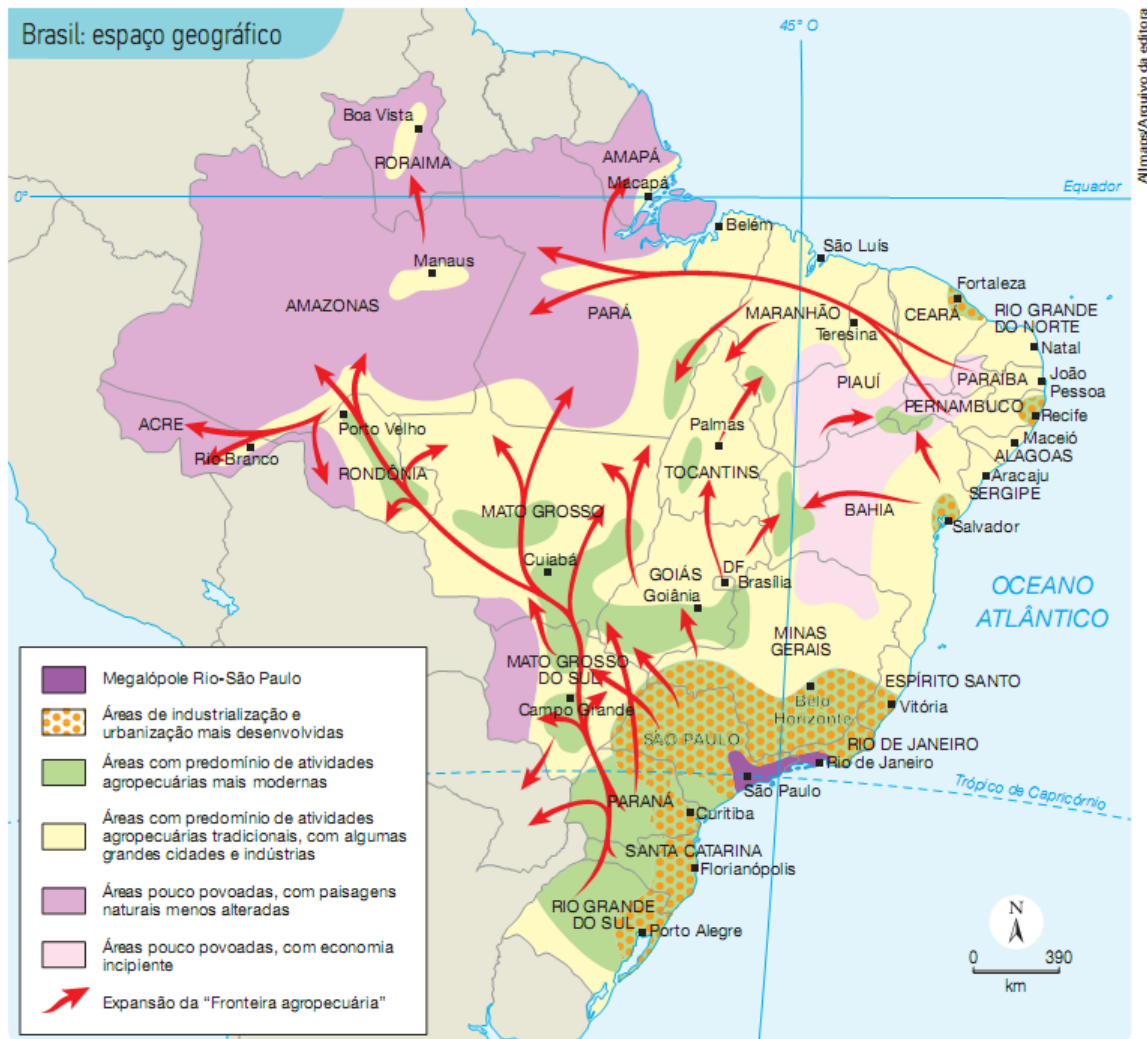 Brasil: espaço geográfico
Allmaps/Arquivo da editora
45° O
Boa Vista
RORAIMA
AMAPÁ
Macapá
0°
Equador
Belém
São Luís
Manaus
Fortaleza
AMAZONAS
PARÁ
MARANHÃO
CEARÁ
RIO GRANDE
DO NORTE
Teresina
Natal
PIAUÍ
PARAÍBA
João
Pessoa
ACRE
Porto Velho
PERNAMBUCO
Recife
Rio Branco
Palmas
Maceió
ALAGOAS
RONDÔNIA
TOCANTINS
Aracaju
SERGIPE
MATO GROSSO
BAHIA
Salvador
Cuiabá
GOIÁS
DF
Brasília
Goiânia
OCEANO
ATLÂNTICO
MINAS
GERAIS
MATO GROSSO
DO SUL
ESPÍRITO SANTO
Belo
Horizonte
Vitória
Campo Grande
SÃO PAULO
RIO DE JANEIRO
Rio de Janeiro
São Paulo
Trópico de Capricórnio
PARANÁ
Curitiba
SANTA CATARINA
Florianópolis
RIO GRANDE
DO SUL
Porto Alegre
Megalópole Rio-São Paulo
Áreas de industrialização e
urbanização mais desenvolvidas
Áreas com predomínio de atividades
agropecuárias mais modernas
Áreas com predomínio de atividades
agropecuárias tradicionais, com algumas
grandes cidades e indústrias
Áreas pouco povoadas, com paisagens
naturais menos alteradas
Áreas pouco povoadas, com economia
incipiente
Expansão da “Fronteira agropecuária”
N
0 390
km